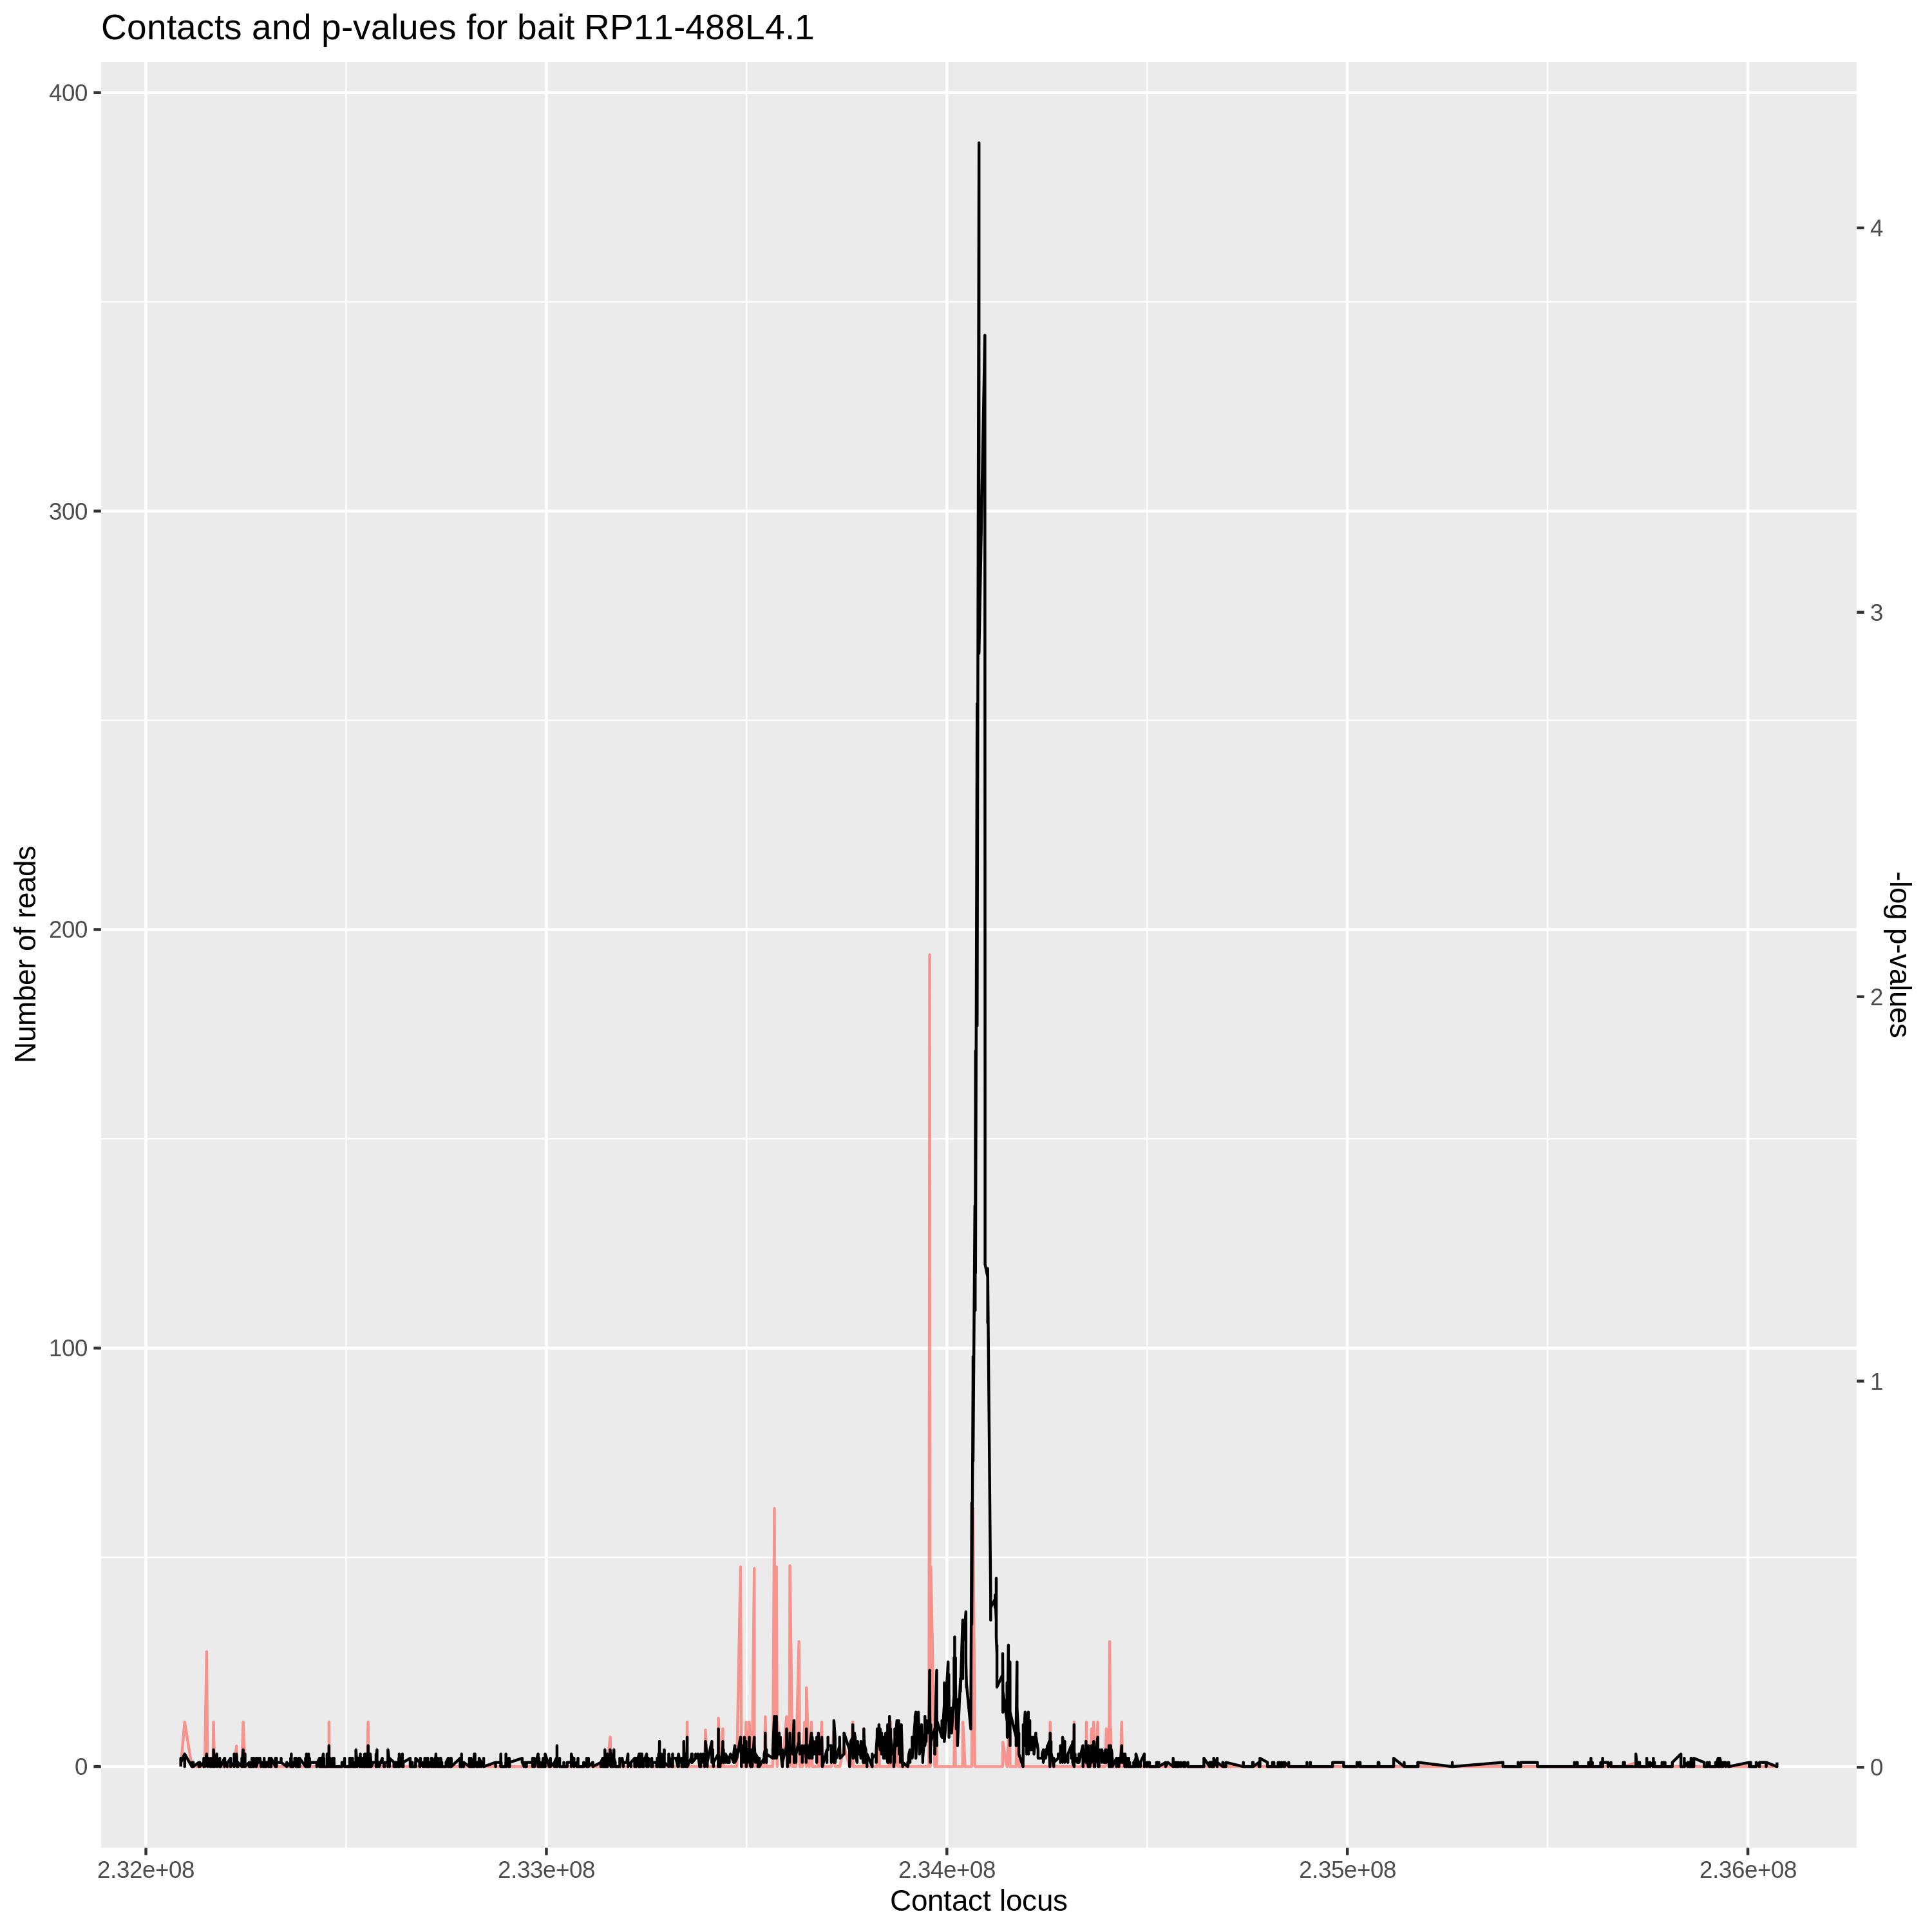 Contacts and p-values for bait RP11-488L4.1
400
300
200
100
0
Number of reads
4
3
2
1
0
-log p-values
2.32e+08
2.33e+08
2.34e+08
2.35e+08
2.36e+08
Contact locus